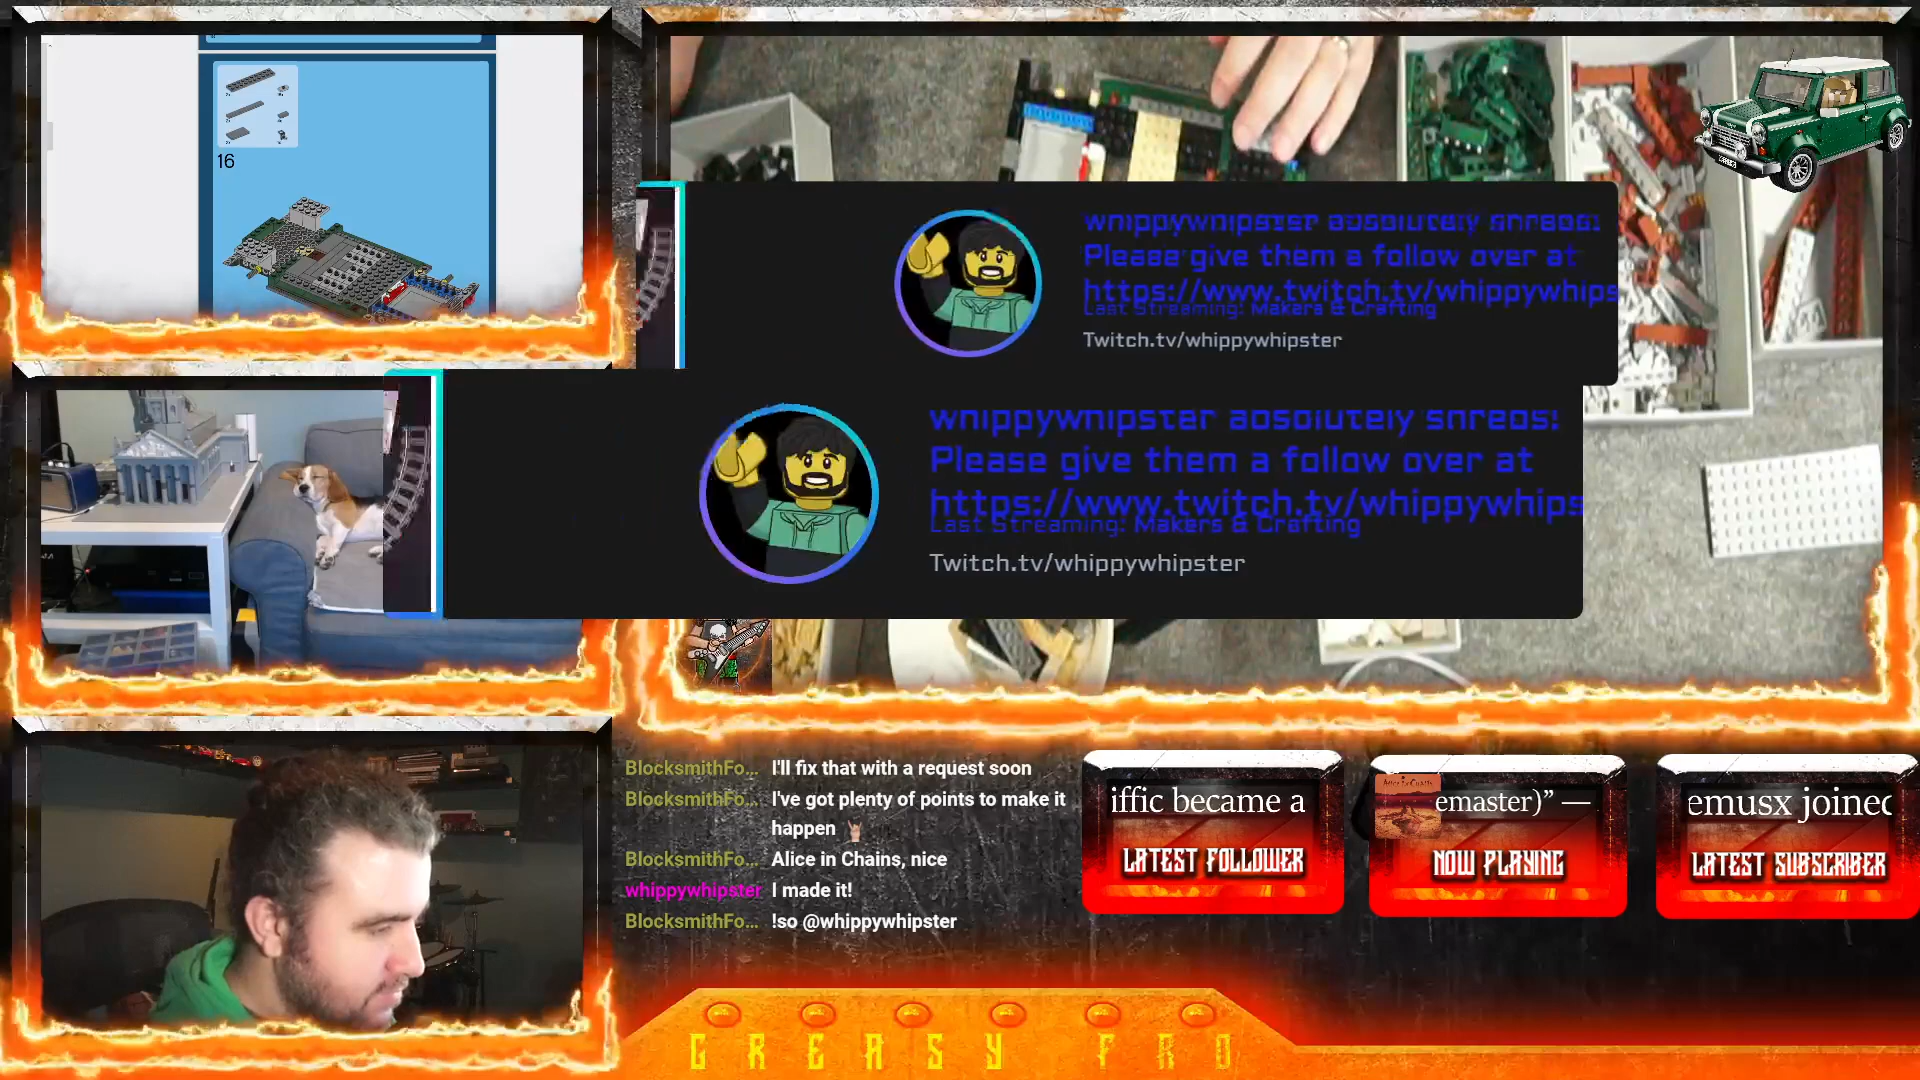 16
whippywhipster absolutely shreds!
Please give them a follow over at
https://www.twitch.tv/whippywhips
Last Streaming: Makers & Crafting
Twitch.tv/whippywhipster
whippywhipster absolutely shreds!
Please give them a follow over at
https://www.twitch.tv/whippywhips
Last Streaming: Makers & Crafting
Twitch.tv/whippywhipster
BlocksmithFo... I'll fix that with a request soon
BlocksmithFo... I've got plenty of points to make it
happen
BlocksmithFo... Alice in Chains, nice
whippywhipster I made it!
BlocksmithFo... !so @whippywhipster
iffic became a
LATEST FOLLOWER
emaster)” —
NOW PLAYING
emusx joined
LATEST SUBSCRIBER
GREASY FRO